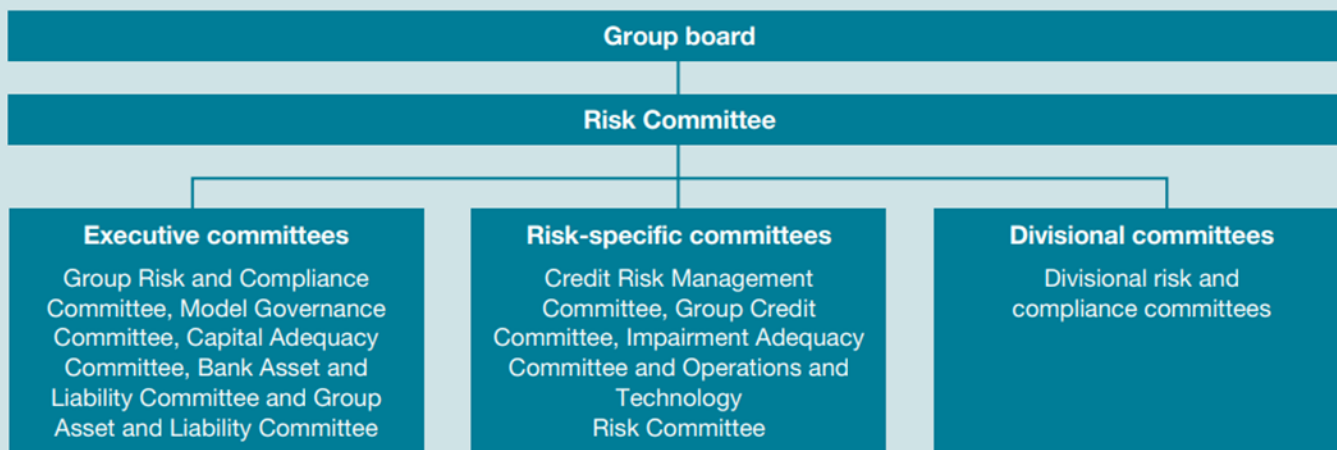 Group board
Risk Committee
Executive committees
Group Risk and Compliance
Committee, Model Governance
Committee, Capital Adequacy
Committee, Bank Asset and
Liability Committee and Group
Asset and Liability Committee
Risk-specific committees
Credit Risk Management
Committee, Group Credit
Committee, Impairment Adequacy
Committee and Operations and
Technology
Risk Committee
Divisional committees
Divisional risk and
compliance committees